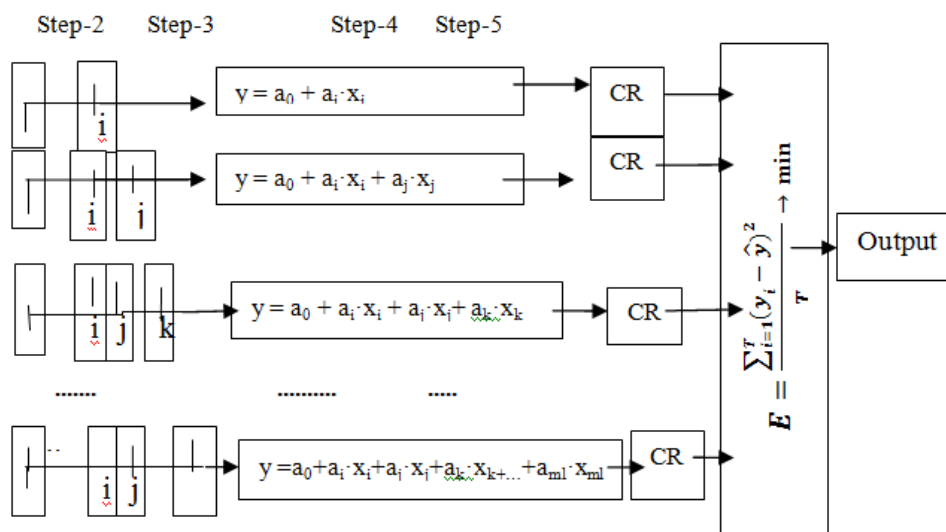 Step-2 Step-3 Step-4 Step-5
i y = a₀ + aᵢ·xᵢ CR
i j y = a₀ + aᵢ·xᵢ + aⱼ·xⱼ CR
i j k y = a₀ + aᵢ·xᵢ + aⱼ·xⱼ+ aₖ·xₖ CR
....... .......... .....
.. i j y =a₀+aᵢ·xᵢ+aⱼ·xⱼ+aₖ·xₖ₊... +aₘₗ·xₘₗ CR
E = ∑ᵀᵢ₌₁(yᵢ − ŷ)² / T → min
Output